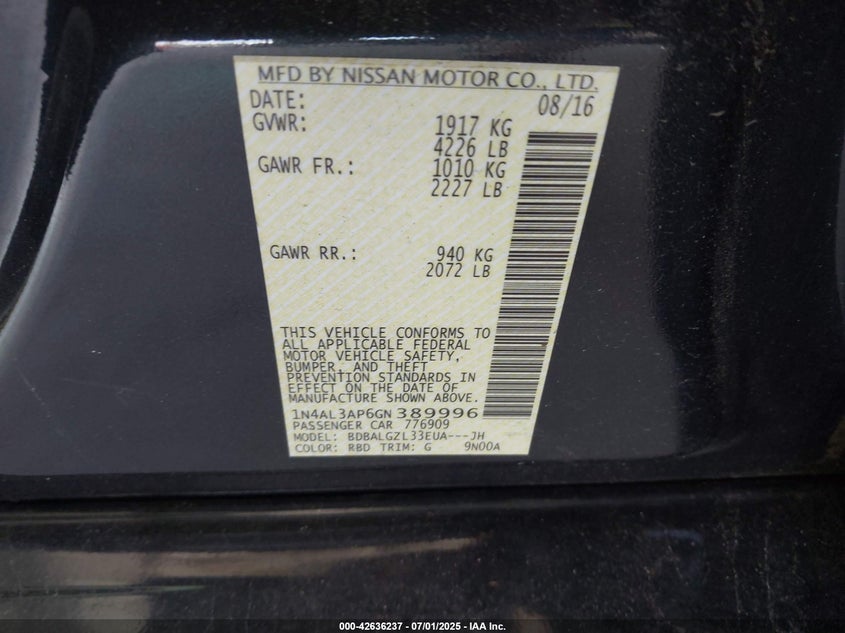 MFD BY NISSAN MOTOR CO., LTD.
DATE: 08/16
GVWR: 1917 KG
4226 LB
GAWR FR.: 1010 KG
2227 LB
GAWR RR.: 940 KG
2072 LB
THIS VEHICLE CONFORMS TO
ALL APPLICABLE FEDERAL
MOTOR VEHICLE SAFETY,
BUMPER, AND THEFT
PREVENTION STANDARDS IN
EFFECT ON THE DATE OF
MANUFACTURE SHOWN ABOVE.
1N4AL3AP6GN389996
PASSENGER CAR 776909
MODEL: BDBALGZL33EUA---JH
COLOR: RBD TRIM: G 9N00A
000-42636237 - 07/01/2025 - IAA Inc.